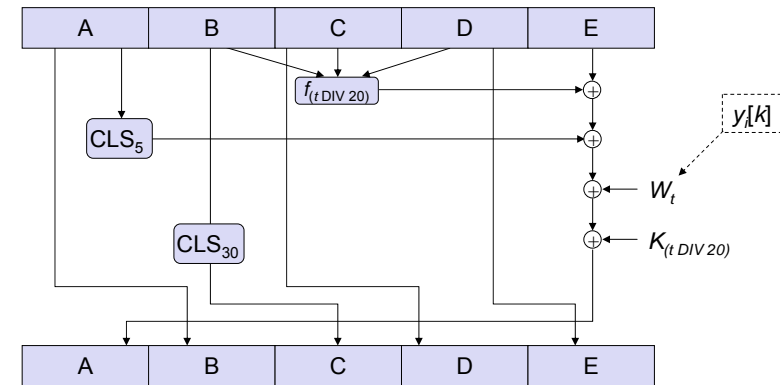 A B C D E
f(t DIV 20)
yi[k]
CLS5
Wt
CLS30
K(t DIV 20)
A B C D E